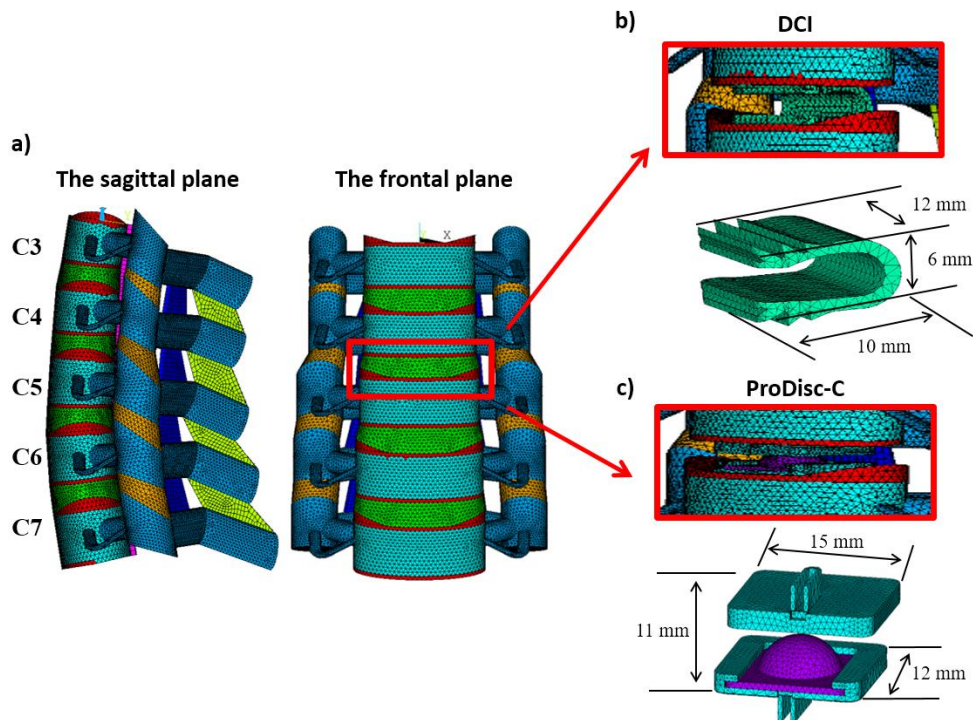 a)
The sagittal plane
The frontal plane
C3
C4
C5
C6
C7
X
b)
DCI
12 mm
6 mm
10 mm
c)
ProDisc-C
15 mm
11 mm
12 mm